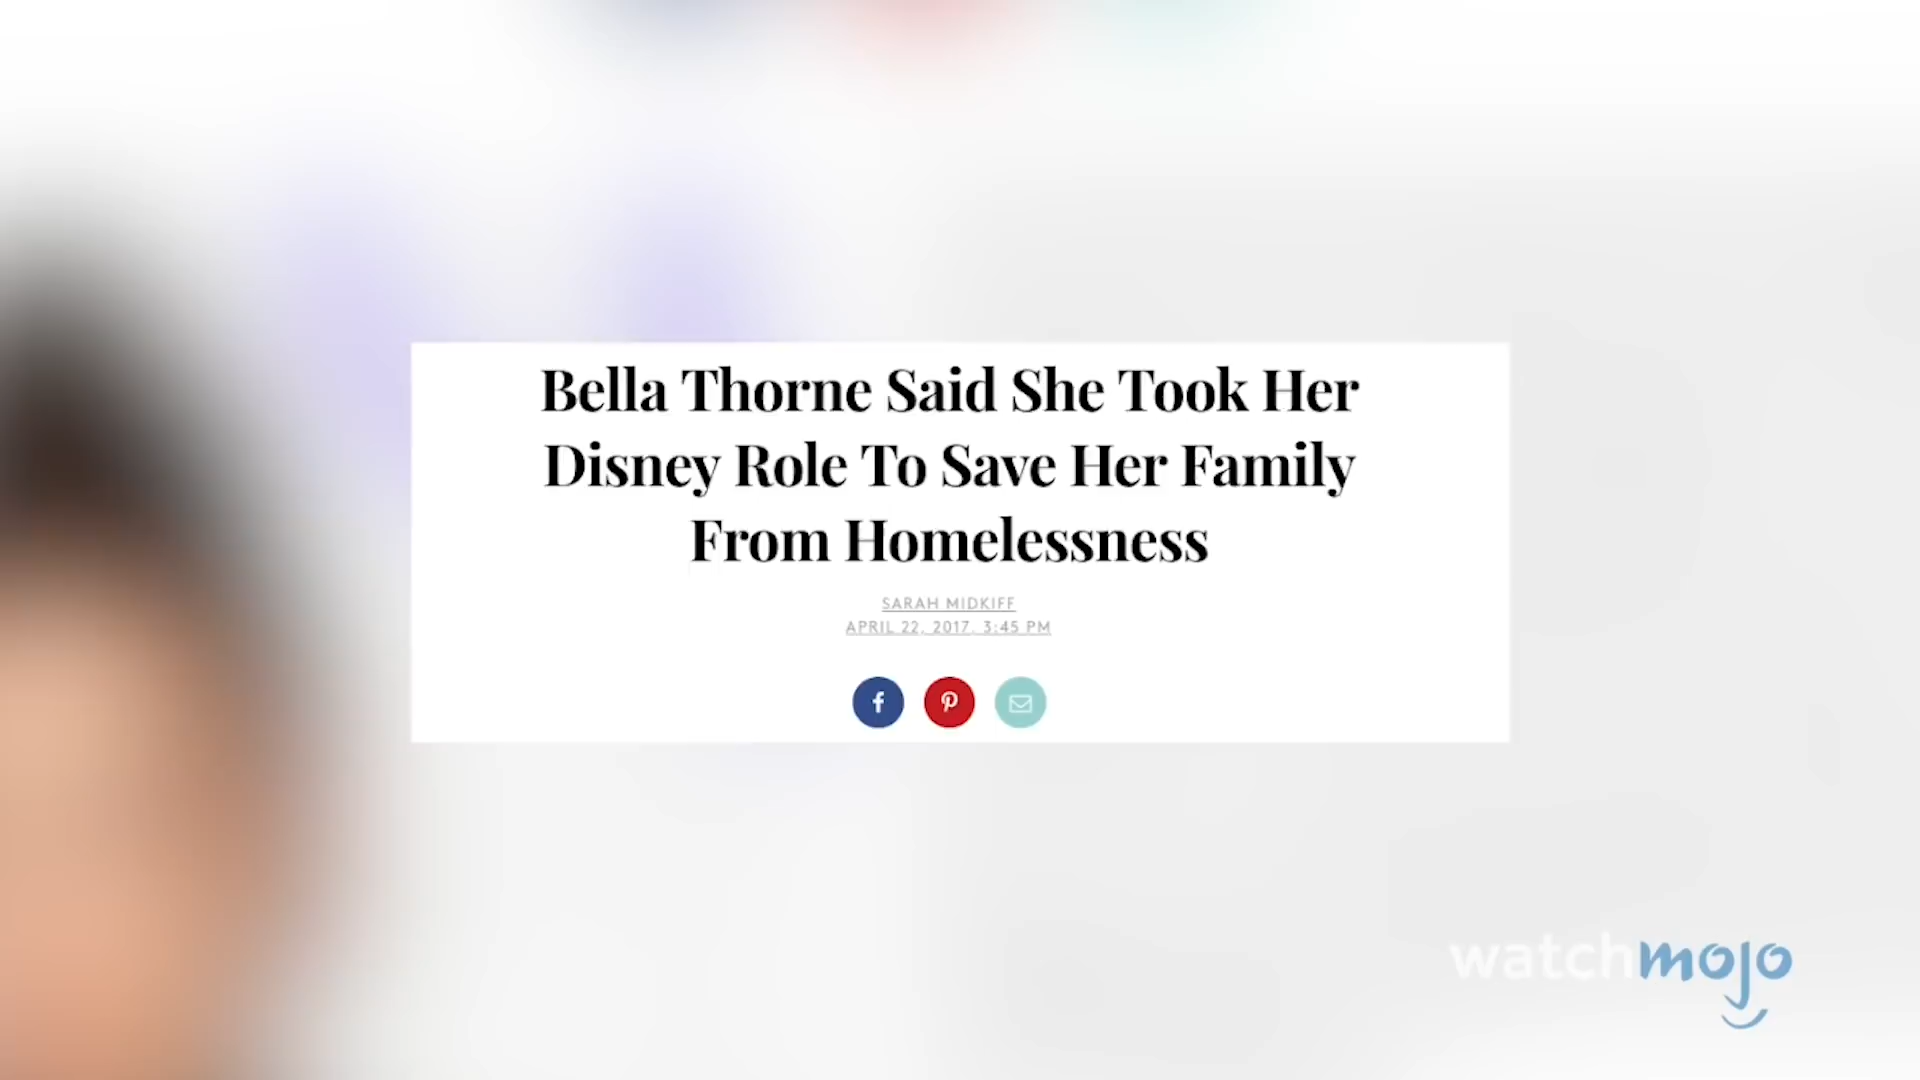 Bella Thorne Said She Took Her
Disney Role To Save Her Family
From Homelessness
SARAH MIDKIFF
APRIL 22, 2017, 3:45 PM
watchmojo